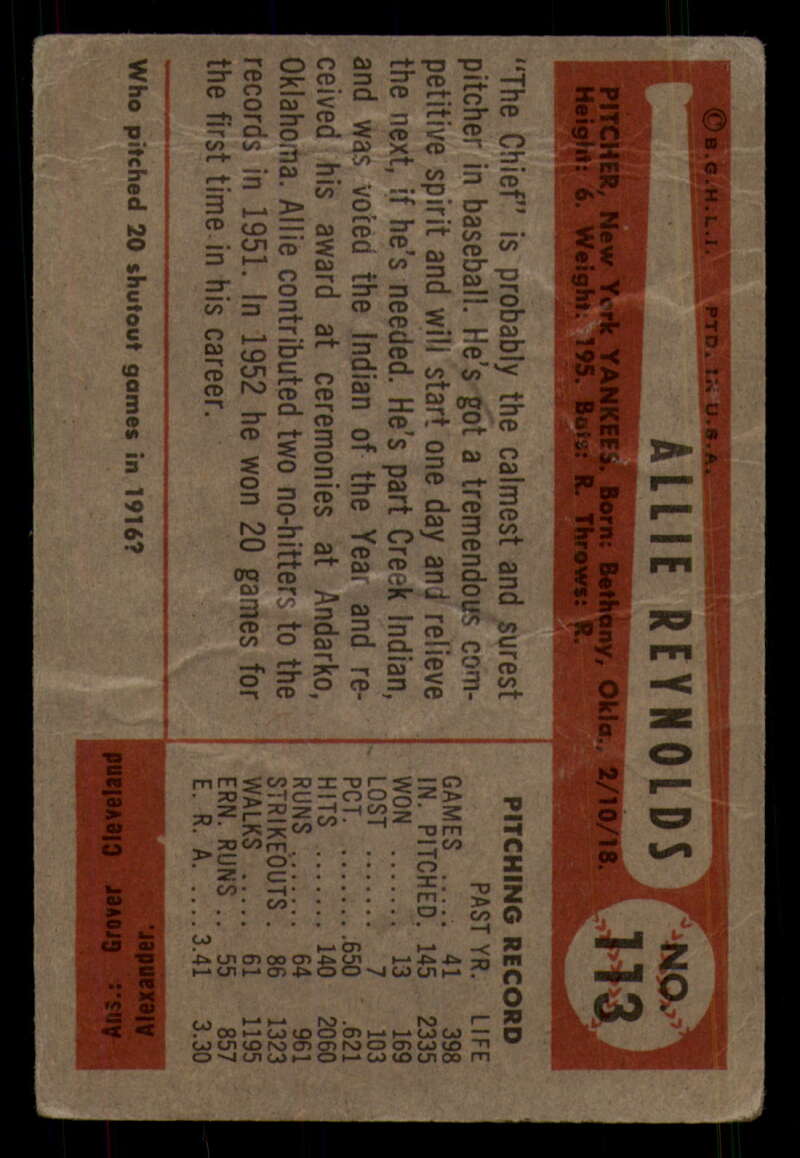 © B.G.H.L.I. PTD. IN U.S.A.
ALLIE REYNOLDS
NO.
113
PITCHER, New York YANKEES. Born: Bethany, Okla., 2/10/18.
Height: 6. Weight: 195. Bats: R. Throws: R.
"The Chief" is probably the calmest and surest
pitcher in baseball. He's got a tremendous com-
petitive spirit and will start one day and relieve
the next, if he's needed. He's part Creek Indian,
and was voted the Indian of the Year and re-
ceived his award at ceremonies at Andarko,
Oklahoma. Allie contributed two no-hitters to the
records in 1951. In 1952 he won 20 games for
the first time in his career.
PITCHING RECORD
PAST YR. LIFE
GAMES ..... 41 398
IN. PITCHED. 145 2335
WON ....... 13 169
LOST ....... 7 103
PCT. ....... .650 .621
HITS ....... 140 2060
RUNS ....... 64 961
STRIKEOUTS . 86 1323
WALKS ..... 61 1195
ERN. RUNS .. 55 857
E. R. A. ....3.41 3.30
Who pitched 20 shutout games in 1916?
Ans.: Grover Cleveland
Alexander.